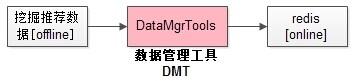 挖掘推荐数
据[offline]
DataMgrTools
数据管理工具
DMT
redis
[online]